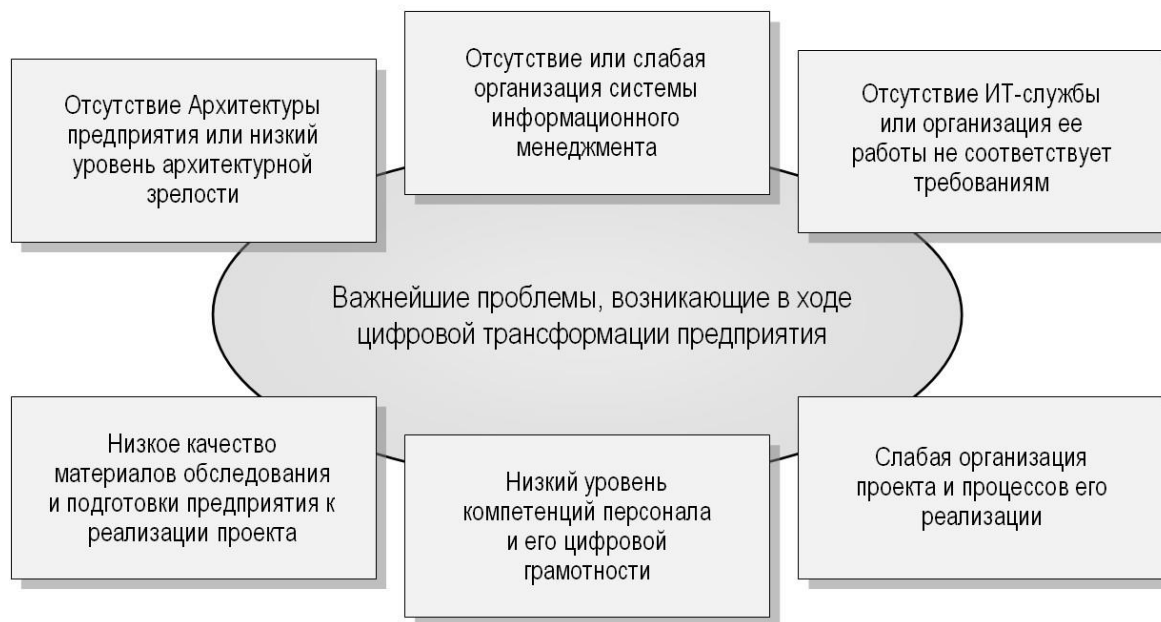 Отсутствие Архитектуры
предприятия или низкий
уровень архитектурной
зрелости
Отсутствие или слабая
организация системы
информационного
менеджмента
Отсутствие ИТ-службы
или организация ее
работы не соответствует
требованиям
Важнейшие проблемы, возникающие в ходе
цифровой трансформации предприятия
Низкое качество
материалов обследования
и подготовки предприятия к
реализации проекта
Низкий уровень
компетенций персонала
и его цифровой
грамотности
Слабая организация
проекта и процессов его
реализации